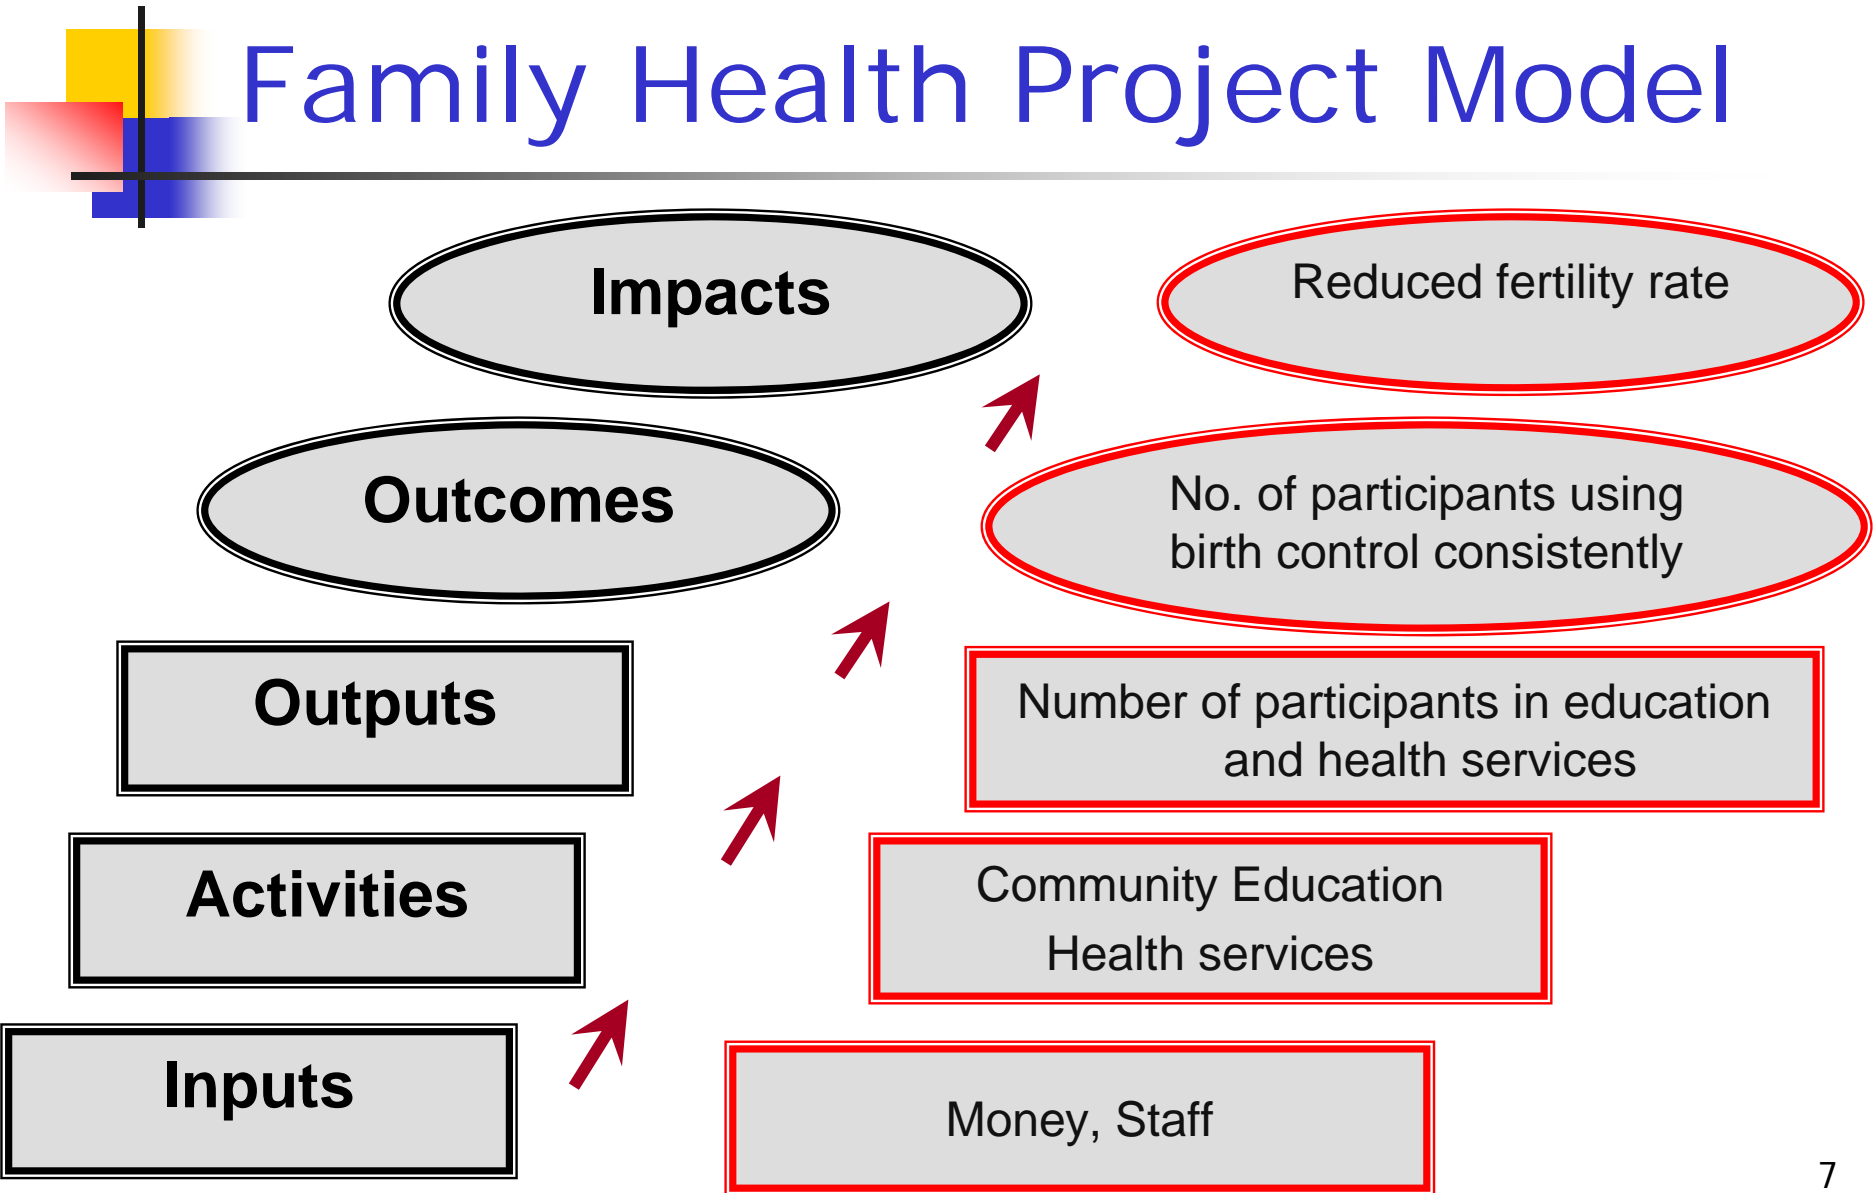 Family Health Project Model
Impacts
Reduced fertility rate
Outcomes
No. of participants using
birth control consistently
Outputs
Number of participants in education
and health services
Activities
Community Education
Health services
Inputs
Money, Staff
7